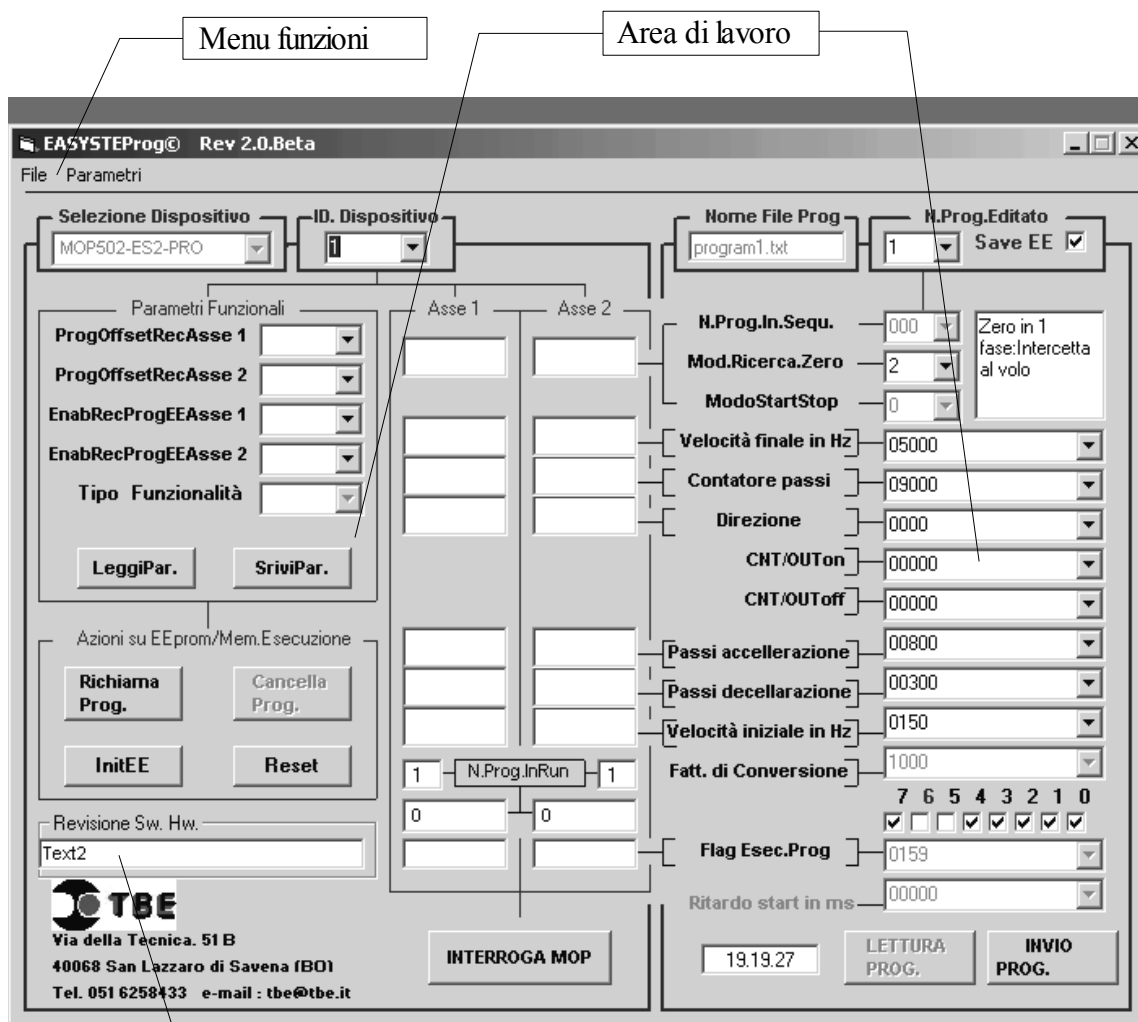 Menu funzioni
Area di lavoro
EASYSTEProg© Rev 2.0.Beta
File Parametri
Selezione Dispositivo
MOP502-ES2-PRO
ID. Dispositivo
1
Nome File Prog
program1.txt
N.Prog.Editato
1
Save EE
Parametri Funzionali
ProgOffsetRecAsse 1
ProgOffsetRecAsse 2
EnabRecProgEEAsse 1
EnabRecProgEEAsse 2
Tipo Funzionalità
LeggiPar.
SriviPar.
Azioni su EEprom/Mem.Esecuzione
Richiama
Prog.
Cancella
Prog.
InitEE
Reset
Revisione Sw. Hw.
Text2
TBE
Via della Tecnica. 51 B
40068 San Lazzaro di Savena (BO)
Tel. 051 6258433 e-mail : tbe@tbe.it
Asse 1
Asse 2
1 N.Prog.InRun 1
0 0
INTERROGA MOP
N.Prog.In.Sequ. 000
Mod.Ricerca.Zero 2
ModoStartStop 0
Zero in 1
fase:Intercetta
al volo
Velocità finale in Hz 05000
Contatore passi 09000
Direzione 0000
CNT/OUTon 00000
CNT/OUToff 00000
Passi accellerazione 00800
Passi decellarazione 00300
Velocità iniziale in Hz 0150
Fatt. di Conversione 1000
7 6 5 4 3 2 1 0
Flag Esec.Prog 0159
Ritardo start in ms 00000
19.19.27
LETTURA
PROG.
INVIO
PROG.